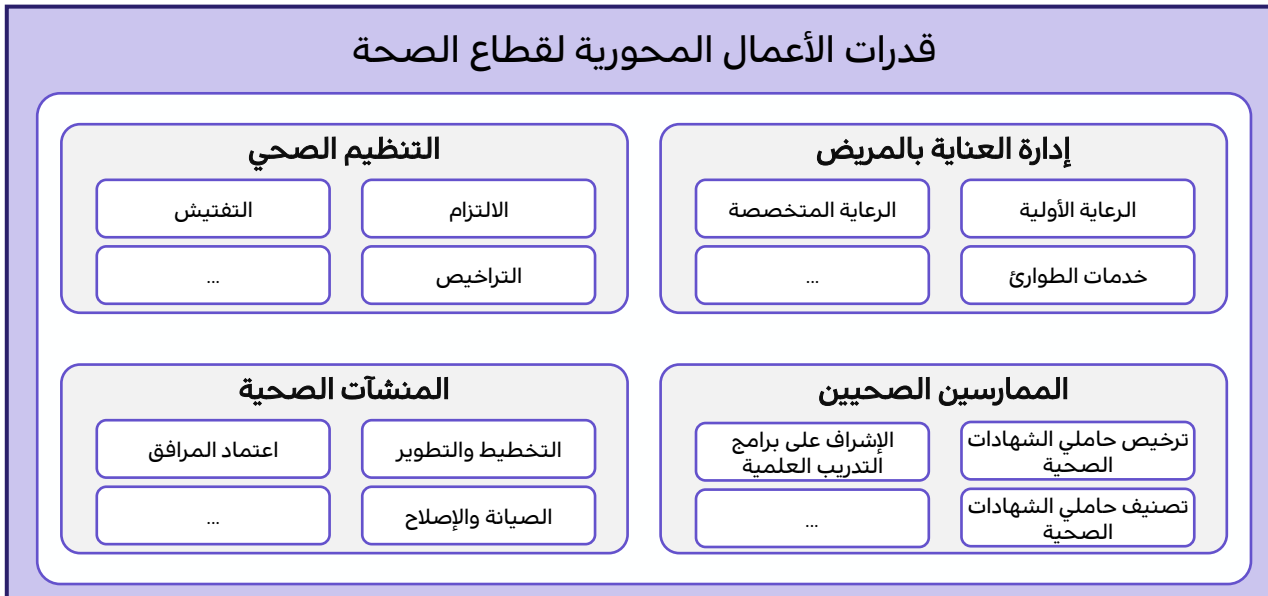 قدرات الأعمال المحورية لقطاع الصحة
إدارة العناية بالمريض
الرعاية الأولية
الرعاية المتخصصة
خدمات الطوارئ
...
التنظيم الصحي
الالتزام
التفتيش
التراخيص
...
الممارسين الصحيين
ترخيص حاملي الشهادات
الصحية
الإشراف على برامج
التدريب العلمية
تصنيف حاملي الشهادات
الصحية
...
المنشآت الصحية
التخطيط والتطوير
اعتماد المرافق
الصيانة والإصلاح
...